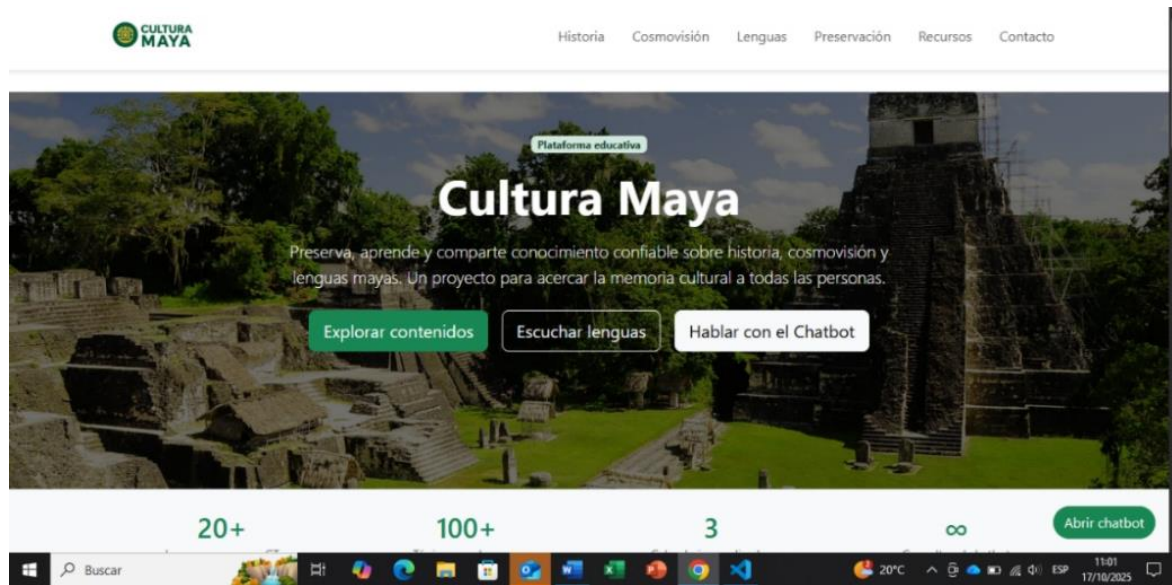 CULTURA
MAYA
Historia Cosmovisión Lenguas Preservación Recursos Contacto
Plataforma educativa
Cultura Maya
Preserva, aprende y comparte conocimiento confiable sobre historia, cosmovisión y
lenguas mayas. Un proyecto para acercar la memoria cultural a todas las personas.
Explorar contenidos Escuchar lenguas Hablar con el Chatbot
20+ 100+ 3 ∞
Abrir chatbot
Buscar 20°C ESP 11:01
17/10/2025